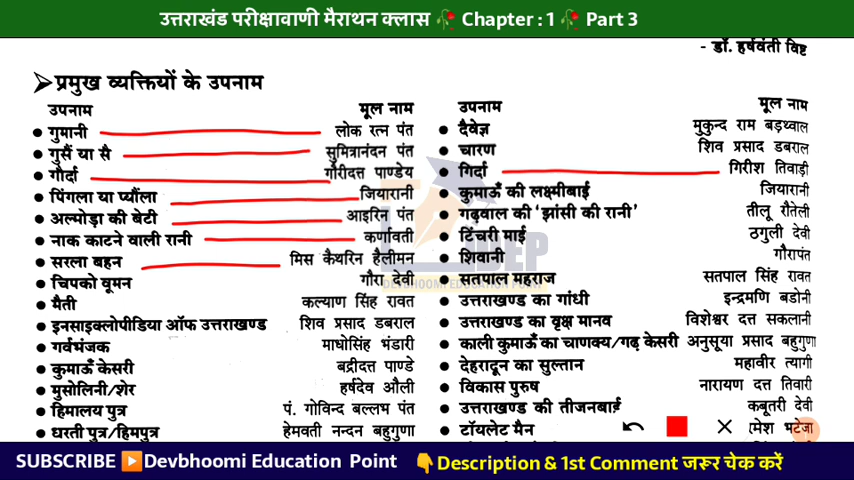 उत्तराखंड परीक्षावाणी मैराथन क्लास Chapter : 1 Part 3
- डॉ. हर्षवंती विष्ट
प्रमुख व्यक्तियों के उपनाम
उपनाम मूल नाम
गुमानी लोक रत्न पंत
गुसैं या सै सुमित्रानंदन पंत
गौर्दा गौरीदत्त पाण्डेय
पिंगला या प्यौंला जियारानी
अल्मोड़ा की बेटी आइरिन पंत
नाक काटने वाली रानी कर्णावती
सरला बहन मिस कैथरिन हैलीमन
चिपको वूमन गौरा देवी
मैती कल्याण सिंह रावत
इनसाइक्लोपीडिया ऑफ उत्तराखण्ड शिव प्रसाद डबराल
गर्वभंजक माधोसिंह भंडारी
कुमाऊँ केसरी बद्रीदत्त पाण्डे
मुसोलिनी/शेर हर्षदेव औली
हिमालय पुत्र पं. गोविन्द बल्लभ पंत
धरती पुत्र/हिमपुत्र हेमवती नन्दन बहुगुणा
उपनाम मूल नाम
दैवेज्ञ मुकुन्द राम बड़थ्वाल
चारण शिव प्रसाद डबराल
गिर्दा गिरीश तिवाड़ी
कुमाऊँ की लक्ष्मीबाई जियारानी
गढ़वाल की 'झांसी की रानी' तीलू रौतेली
टिंचरी माई ठगुली देवी
शिवानी गौरापंत
सतपाल महराज सतपाल सिंह रावत
उत्तराखण्ड का गांधी इन्द्रमणि बडोनी
उत्तराखण्ड का वृक्ष मानव विशेश्वर दत्त सकलानी
काली कुमाऊँ का चाणक्य/गढ़ केसरी अनुसूया प्रसाद बहुगुणा
देहरादून का सुल्तान महावीर त्यागी
विकास पुरुष नारायण दत्त तिवारी
उत्तराखण्ड की तीजनबाई कबूतरी देवी
टॉयलेट मैन मेश भटेजा
DEP
DEVBHOOMI EDUCATION POINT
SUBSCRIBE Devbhoomi Education Point Description & 1st Comment जरूर चेक करें